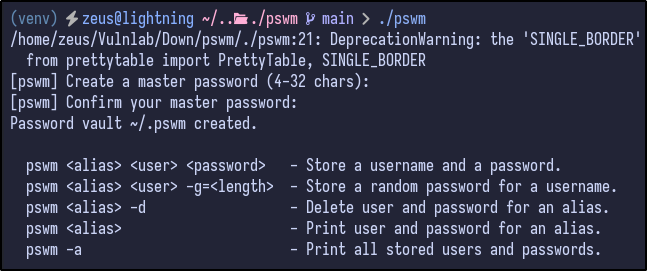 (venv) zeus@lightning ~/.././pswm main > ./pswm
/home/zeus/Vulnlab/Down/pswm/./pswm:21: DeprecationWarning: the 'SINGLE_BORDER'
  from prettytable import PrettyTable, SINGLE_BORDER
[pswm] Create a master password (4-32 chars):
[pswm] Confirm your master password:
Password vault ~/.pswm created.
  pswm <alias> <user> <password>   - Store a username and a password.
  pswm <alias> <user> -g=<length>  - Store a random password for a username.
  pswm <alias> -d                  - Delete user and password for an alias.
  pswm <alias>                     - Print user and password for an alias.
  pswm -a                          - Print all stored users and passwords.